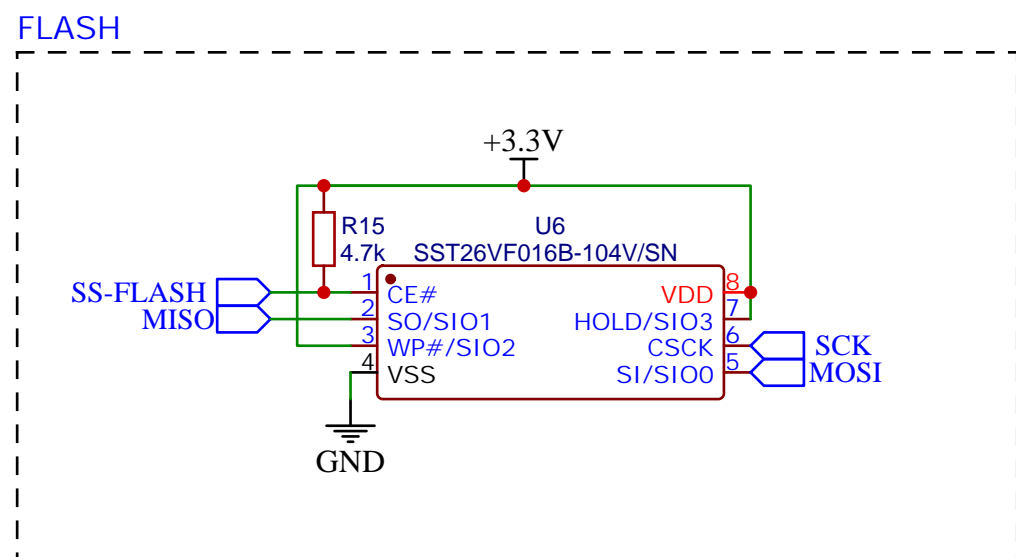 FLASH
+3.3V
R15
4.7k
U6
SST26VF016B-104V/SN
SS-FLASH
MISO
1
2
3
4
CE#
SO/SIO1
WP#/SIO2
VSS
VDD
HOLD/SIO3
CSCK
SI/SIO0
8
7
6
5
SCK
MOSI
GND